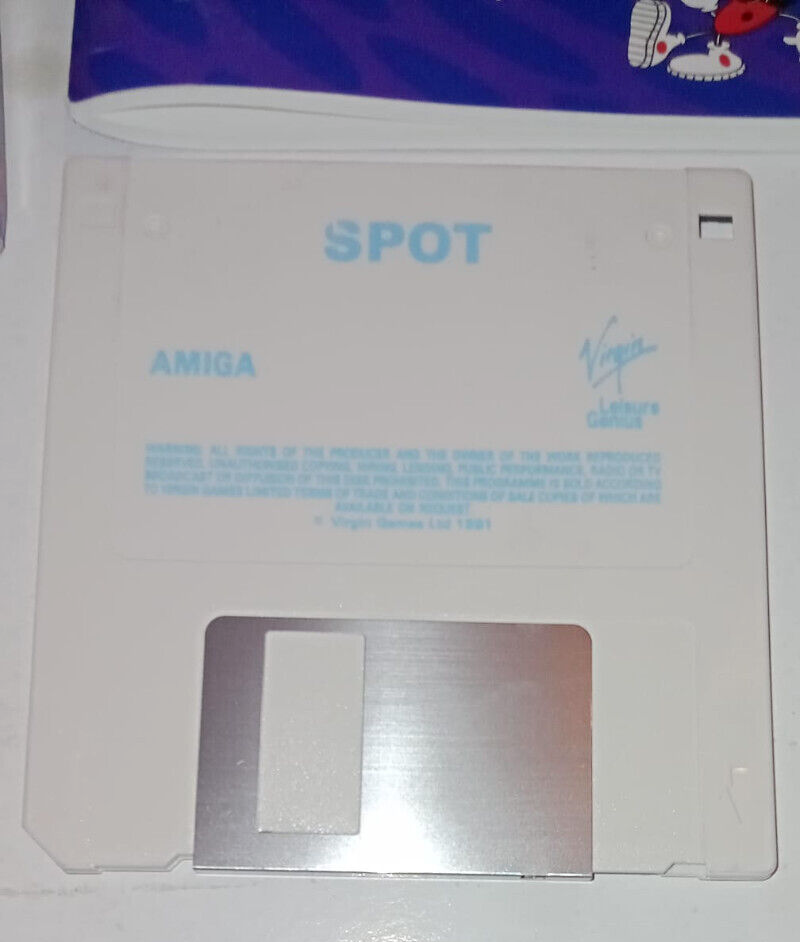 SPOT
AMIGA
Virgin
Leisure
Genius
WARNING: ALL RIGHTS OF THE PRODUCER AND THE OWNER OF THE WORK REPRODUCED
RESERVED. UNAUTHORISED COPYING, HIRING, LENDING, PUBLIC PERFORMANCE, RADIO OR TV
BROADCAST OR DIFFUSION OF THIS DISK PROHIBITED. THIS PROGRAMME IS SOLD ACCORDING
TO VIRGIN GAMES LIMITED TERMS OF TRADE AND CONDITIONS OF SALE COPIES OF WHICH ARE
AVAILABLE ON REQUEST.
© Virgin Games Ltd 1991